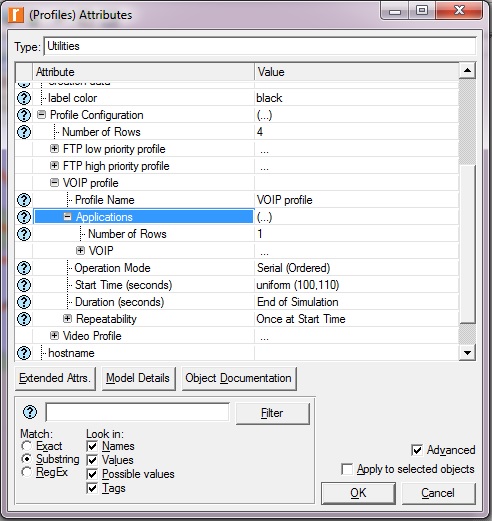 (Profiles) Attributes
Type: Utilities
Attribute Value
label color black
Profile Configuration (...)
Number of Rows 4
FTP low priority profile ...
FTP high priority profile ...
VOIP profile
Profile Name VOIP profile
Applications (...)
Number of Rows 1
VOIP ...
Operation Mode Serial (Ordered)
Start Time (seconds) uniform (100,110)
Duration (seconds) End of Simulation
Repeatability Once at Start Time
Video Profile ...
hostname
Extended Attrs. Model Details Object Documentation
Filter
Match: Look in:
Exact Names
Substring Values
RegEx Possible values
Tags
Advanced
Apply to selected objects
OK Cancel